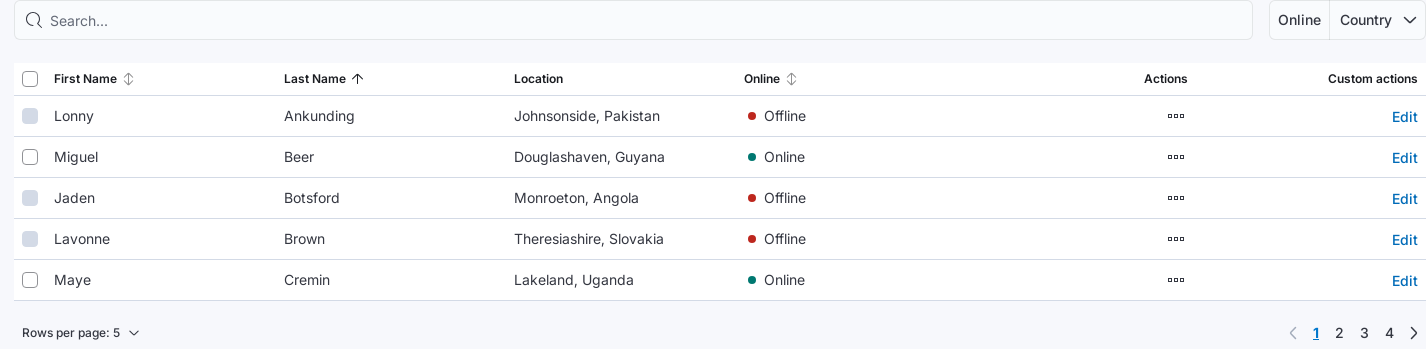 Search... Online Country
First Name Last Name Location Online Actions Custom actions
Lonny Ankunding Johnsonside, Pakistan Offline Edit
Miguel Beer Douglashaven, Guyana Online Edit
Jaden Botsford Monroeton, Angola Offline Edit
Lavonne Brown Theresiashire, Slovakia Offline Edit
Maye Cremin Lakeland, Uganda Online Edit
Rows per page: 5 1 2 3 4